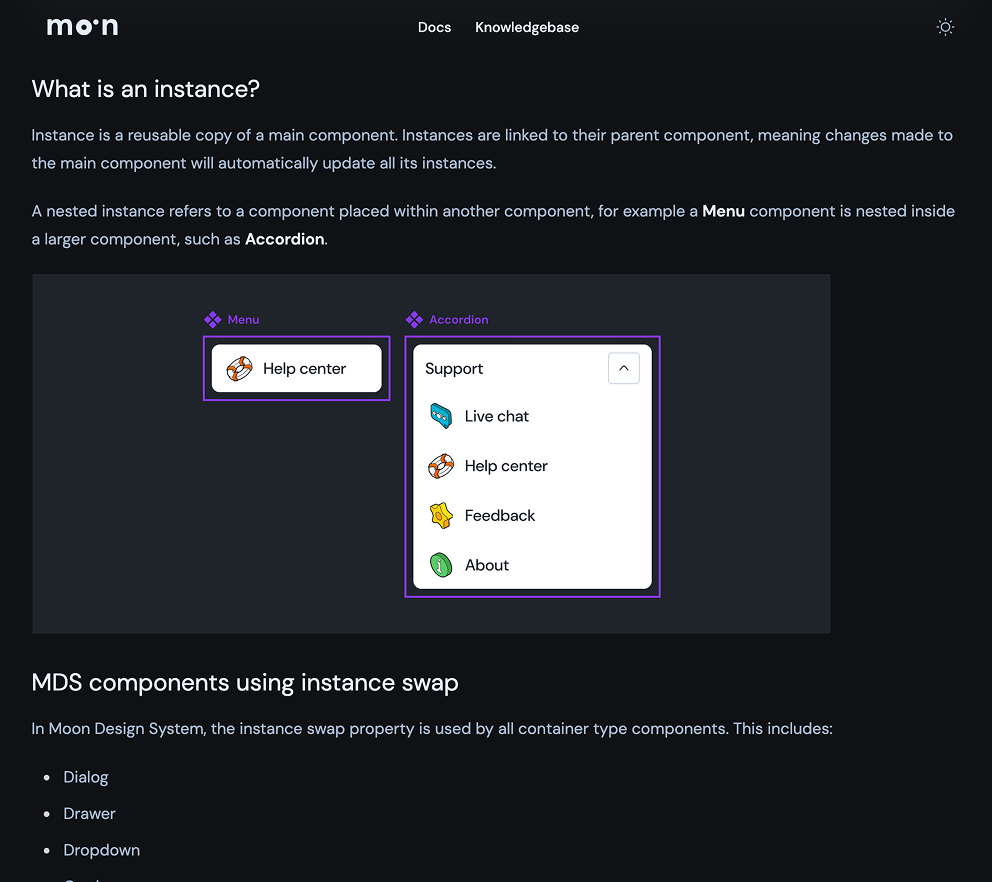 moon
Docs
Knowledgebase
What is an instance?
Instance is a reusable copy of a main component. Instances are linked to their parent component, meaning changes made to
the main component will automatically update all its instances.
A nested instance refers to a component placed within another component, for example a Menu component is nested inside
a larger component, such as Accordion.
Menu
Help center
Accordion
Support
Live chat
Help center
Feedback
About
MDS components using instance swap
In Moon Design System, the instance swap property is used by all container type components. This includes:
Dialog
Drawer
Dropdown